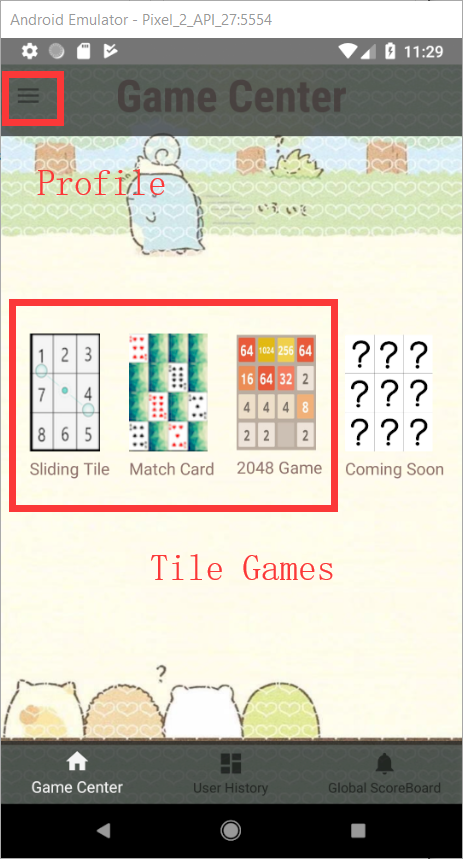 Android Emulator - Pixel_2_API_27:5554
11:29
Game Center
Profile
1 2 3
7 4
8 6 5
64 1024 256 64
16 64 32 2
4 4 4 8
2 2 2
? ? ?
? ? ?
? ? ?
Sliding Tile Match Card 2048 Game Coming Soon
Tile Games
?
Game Center User History Global ScoreBoard